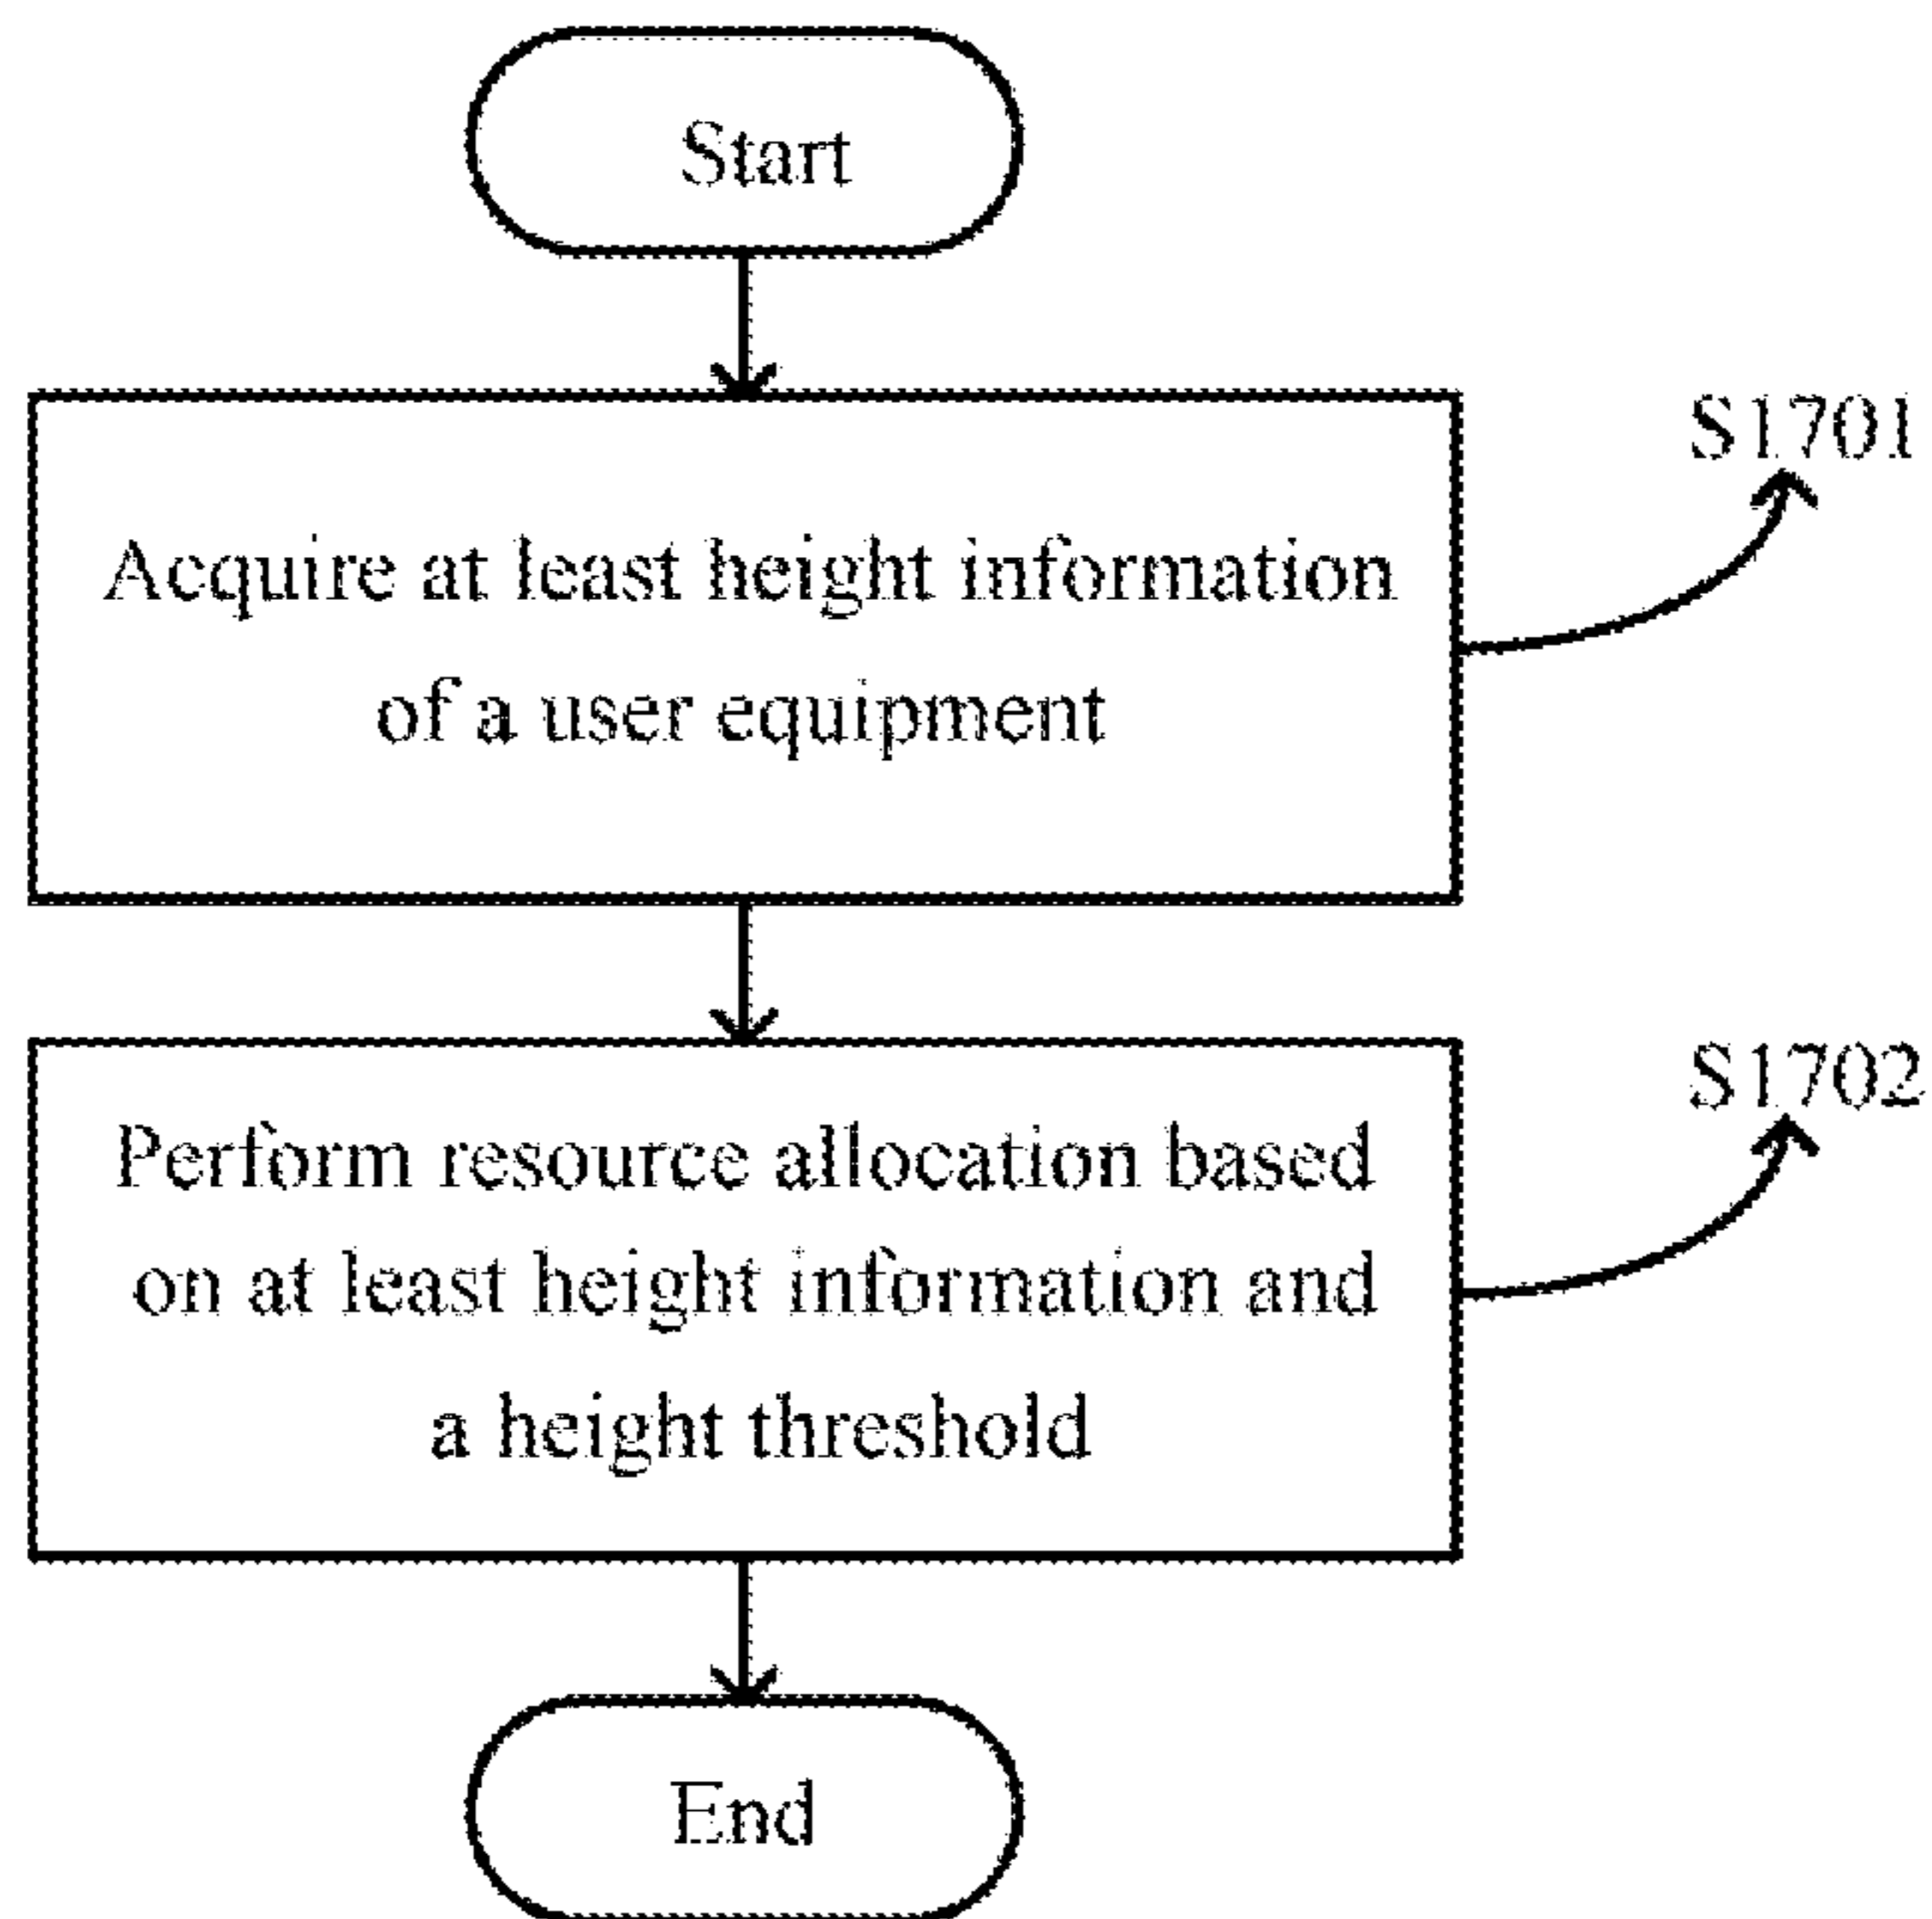 Start
S1701
Acquire at least height information
of a user equipment
S1702
Perform resource allocation based
on at least height information and
a height threshold
End